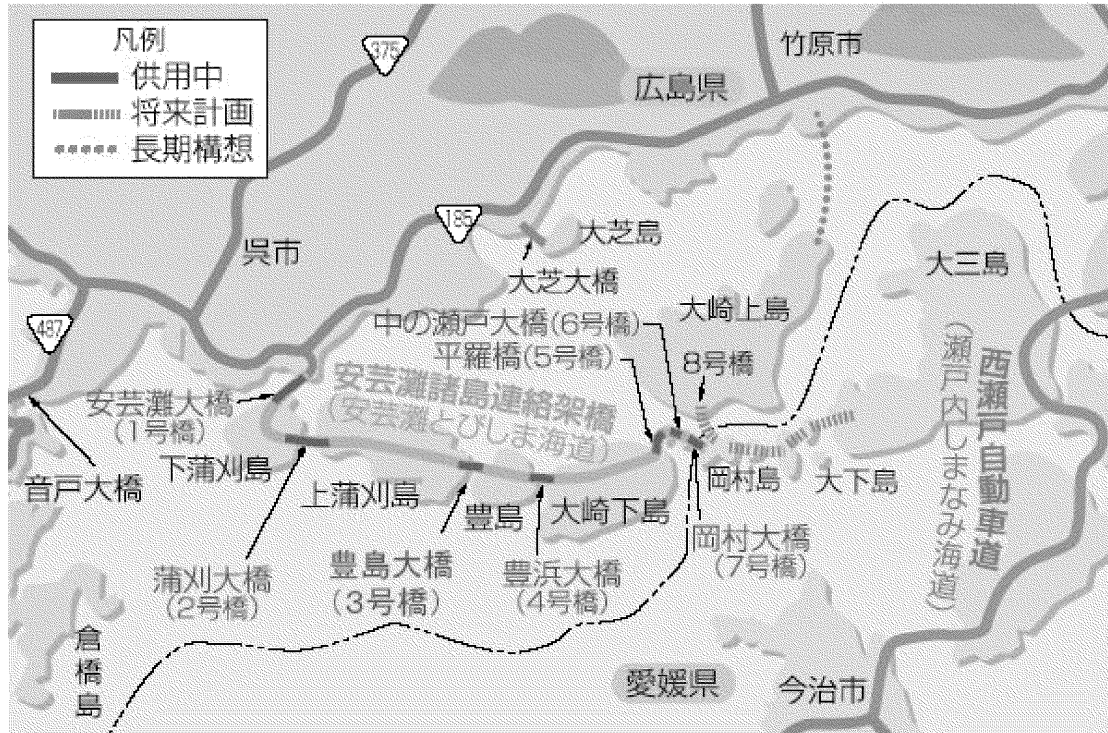 凡例
供用中
将来計画
長期構想
375
竹原市
広島県
185
呉市
大芝島
大芝大橋
大三島
487
中の瀬戸大橋(6号橋)
大崎上島
平羅橋(5号橋)
8号橋
安芸灘大橋
(1号橋)
安芸灘諸島連絡架橋
(安芸灘とびしま海道)
西瀬戸自動車道
(瀬戸内しまなみ海道)
音戸大橋
下蒲刈島
上蒲刈島
豊島
大崎下島
岡村島
大下島
蒲刈大橋
(2号橋)
豊島大橋
(3号橋)
豊浜大橋
(4号橋)
岡村大橋
(7号橋)
倉橋島
愛媛県
今治市